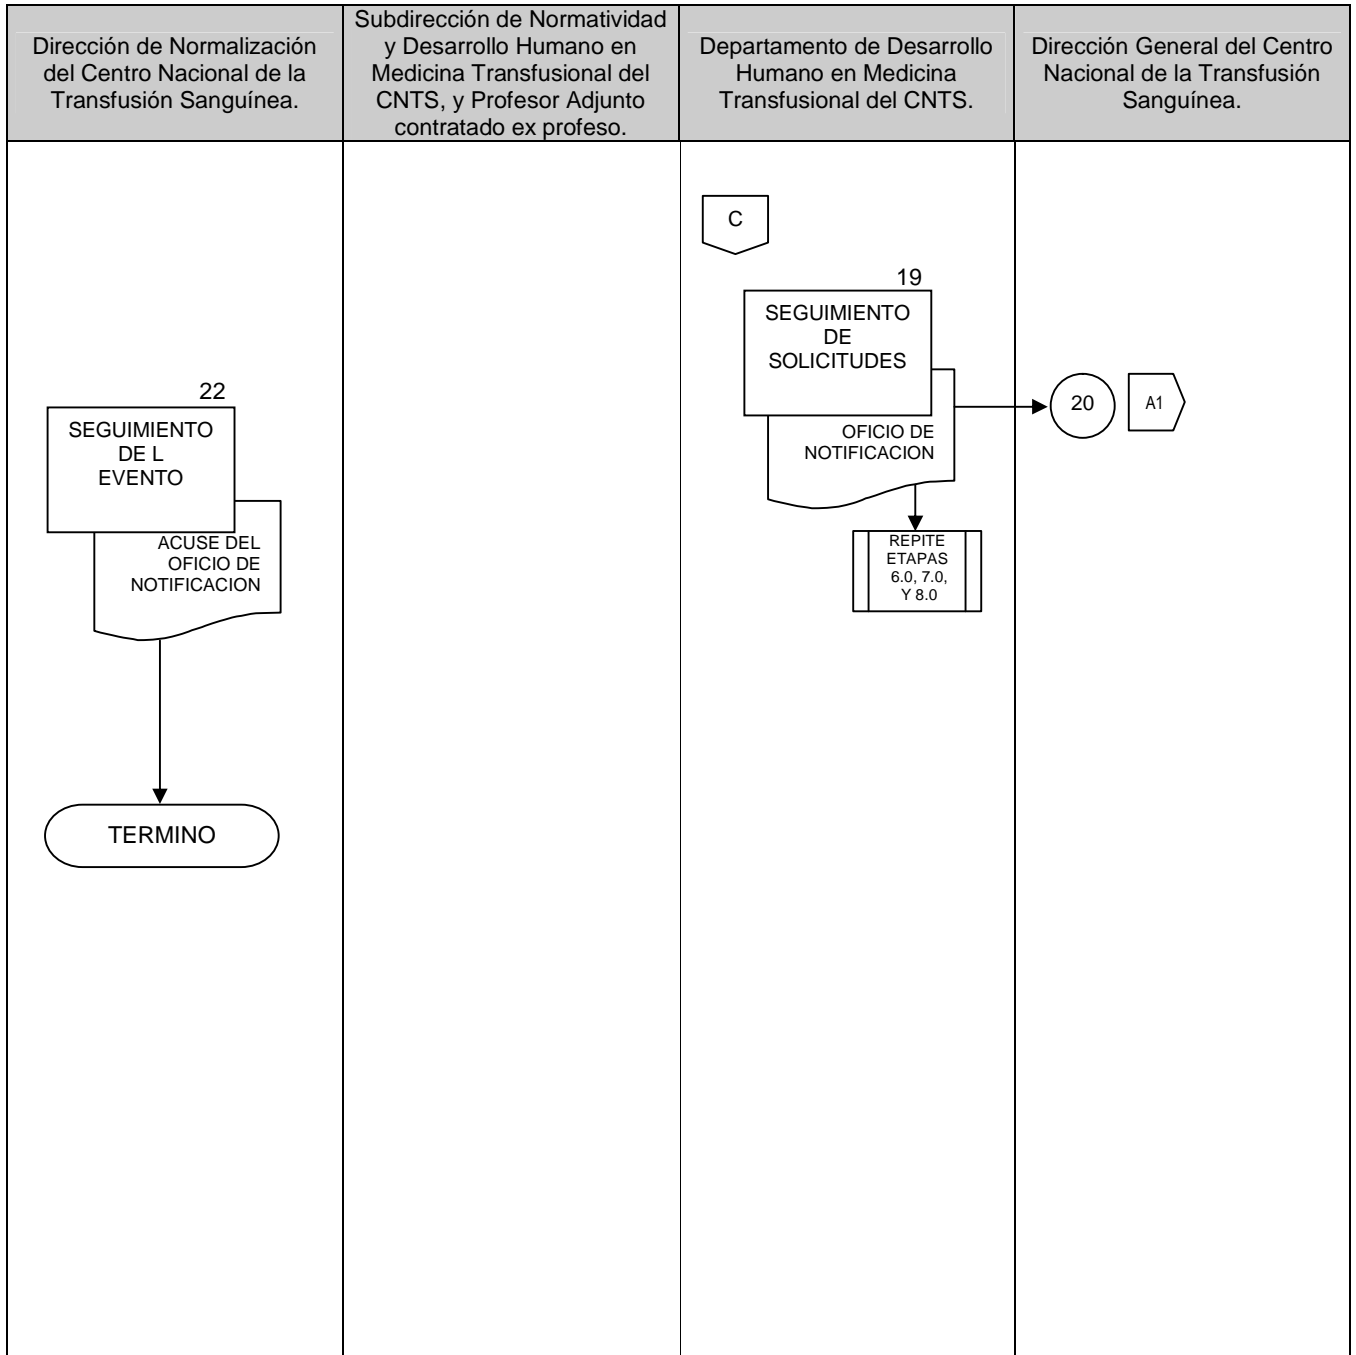 Dirección de Normalización
del Centro Nacional de la
Transfusión Sanguínea.
Subdirección de Normatividad
y Desarrollo Humano en
Medicina Transfusional del
CNTS, y Profesor Adjunto
contratado ex profeso.
Departamento de Desarrollo
Humano en Medicina
Transfusional del CNTS.
Dirección General del Centro
Nacional de la Transfusión
Sanguínea.
C
19
SEGUIMIENTO
DE
SOLICITUDES
OFICIO DE
NOTIFICACION
20
A1
REPITE
ETAPAS
6.0, 7.0,
Y 8.0
22
SEGUIMIENTO
DE L
EVENTO
ACUSE DEL
OFICIO DE
NOTIFICACION
TERMINO